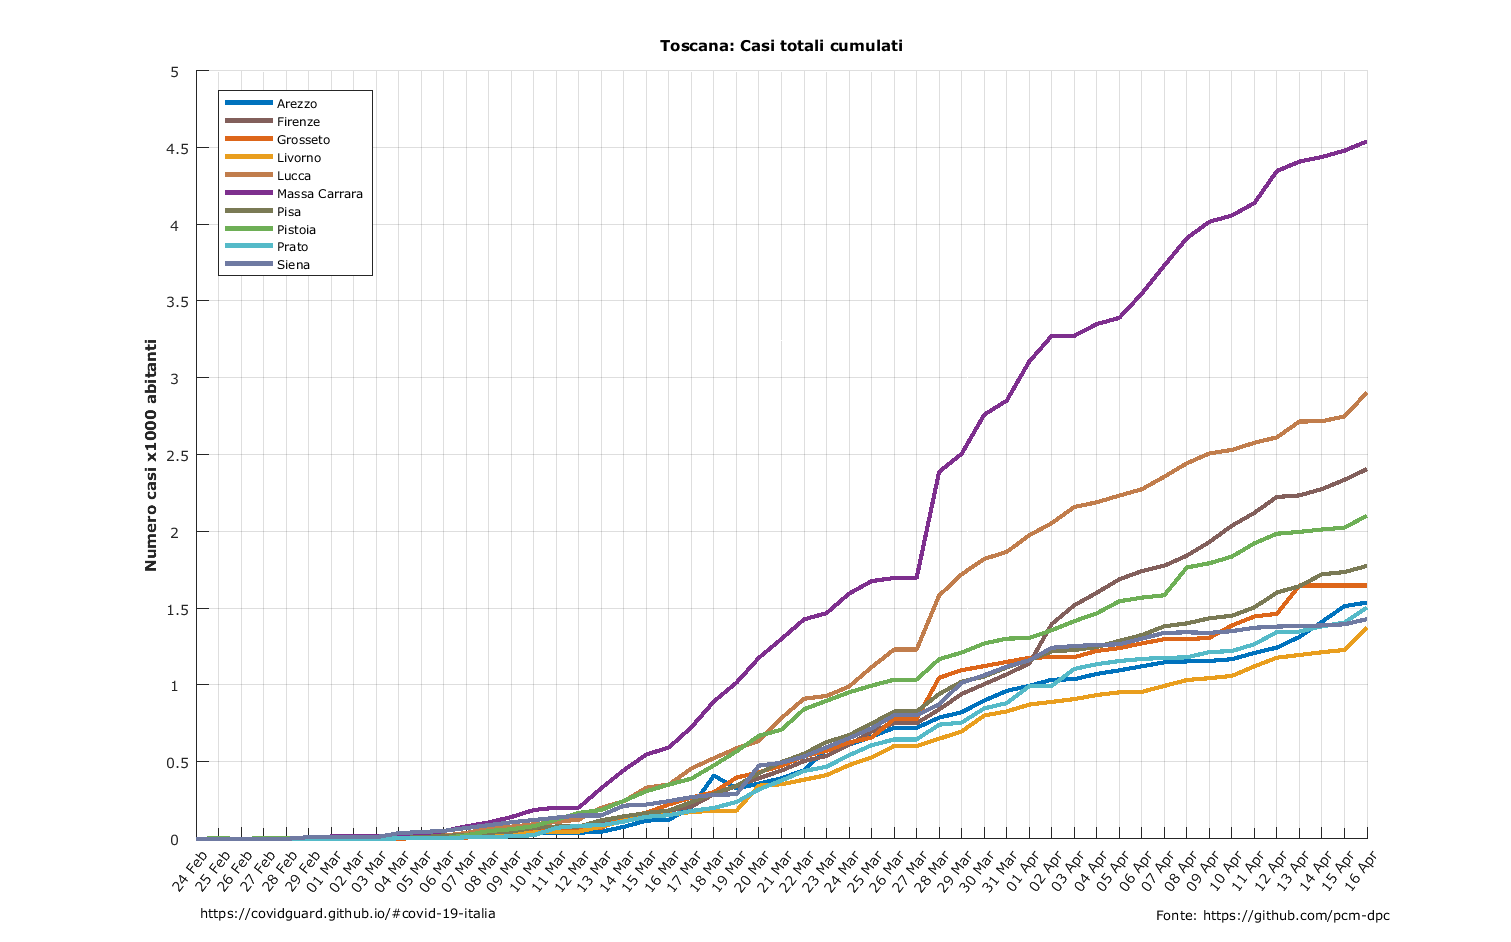 Toscana: Casi totali cumulati
Numero casi x1000 abitanti
5
4.5
4
3.5
3
2.5
2
1.5
1
0.5
0
Arezzo
Firenze
Grosseto
Livorno
Lucca
Massa Carrara
Pisa
Pistoia
Prato
Siena
24 Feb
25 Feb
26 Feb
27 Feb
28 Feb
29 Feb
01 Mar
02 Mar
03 Mar
04 Mar
05 Mar
06 Mar
07 Mar
08 Mar
09 Mar
10 Mar
11 Mar
12 Mar
13 Mar
14 Mar
15 Mar
16 Mar
17 Mar
18 Mar
19 Mar
20 Mar
21 Mar
22 Mar
23 Mar
24 Mar
25 Mar
26 Mar
27 Mar
28 Mar
29 Mar
30 Mar
31 Mar
01 Apr
02 Apr
03 Apr
04 Apr
05 Apr
06 Apr
07 Apr
08 Apr
09 Apr
10 Apr
11 Apr
12 Apr
13 Apr
14 Apr
15 Apr
16 Apr
https://covidguard.github.io/#covid-19-italia
Fonte: https://github.com/pcm-dpc